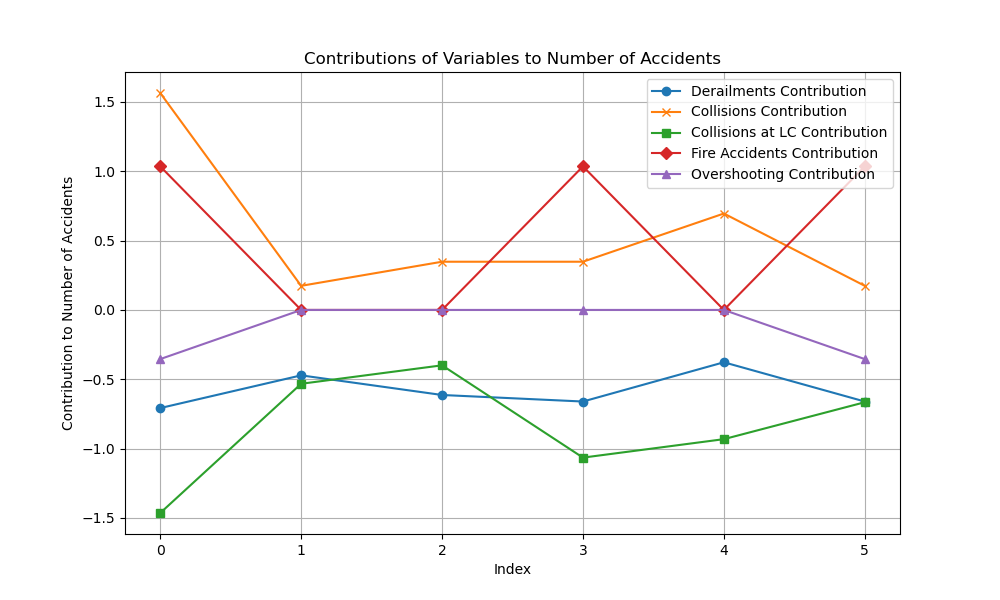 Contributions of Variables to Number of Accidents
Derailments Contribution
Collisions Contribution
Collisions at LC Contribution
Fire Accidents Contribution
Overshooting Contribution
Contribution to Number of Accidents
1.5
1.0
0.5
0.0
−0.5
−1.0
−1.5
0 1 2 3 4 5
Index